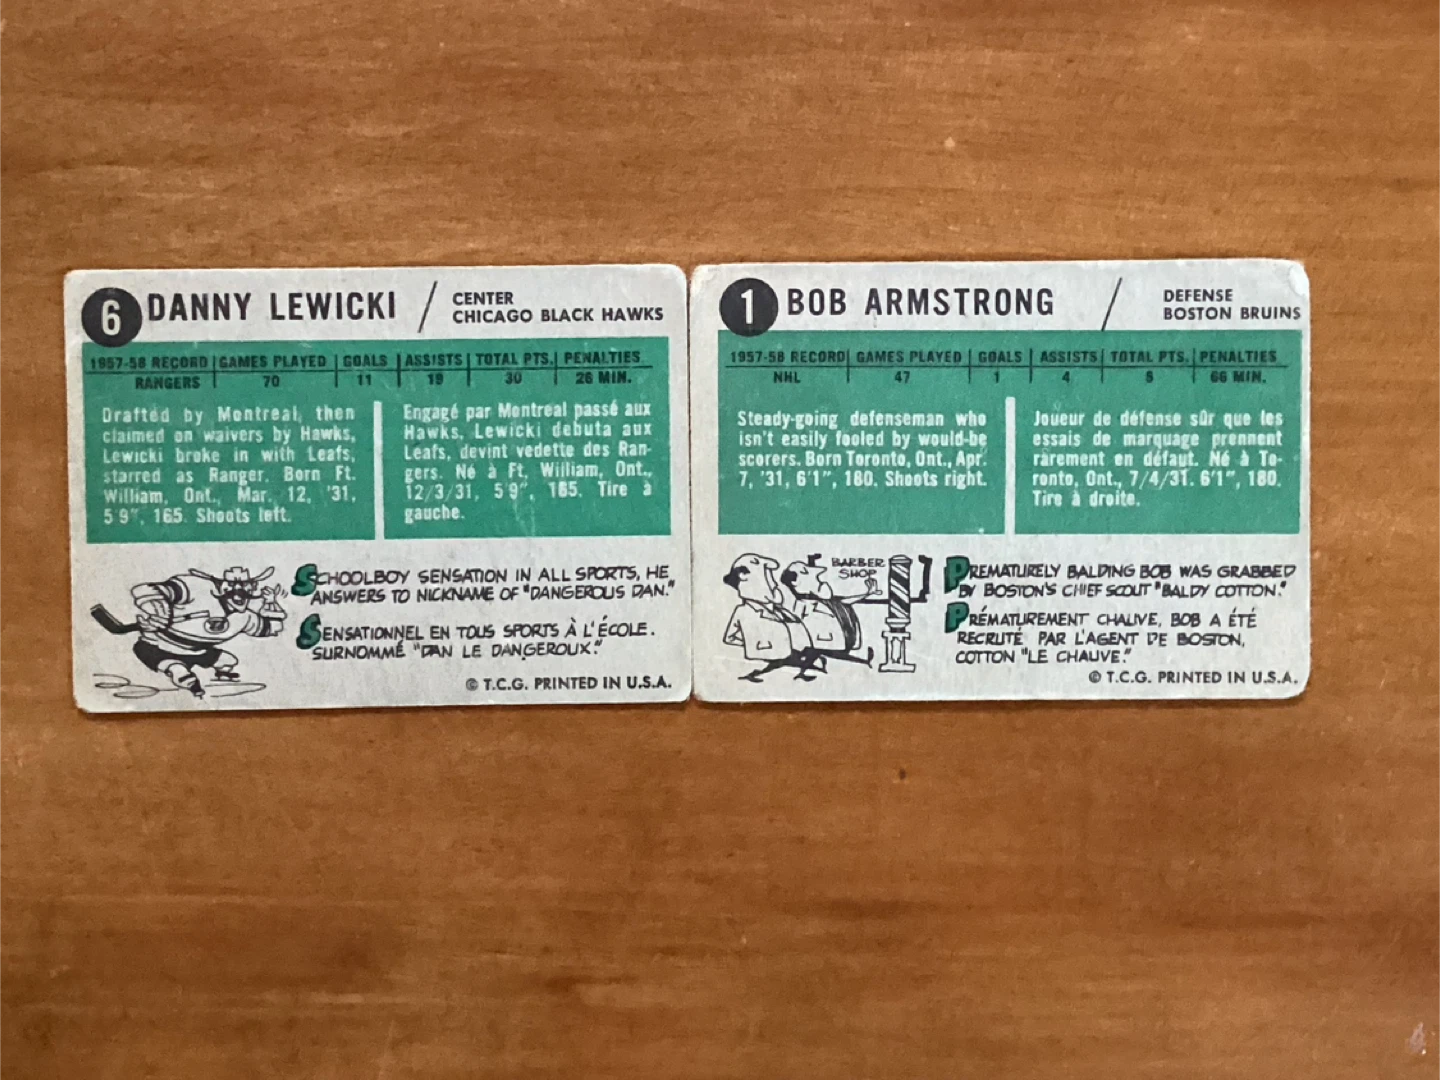 6 DANNY LEWICKI / CENTER
CHICAGO BLACK HAWKS
1957-58 RECORD GAMES PLAYED GOALS ASSISTS TOTAL PTS. PENALTIES
RANGERS 70 11 19 30 26 MIN.
Drafted by Montreal, then
claimed on waivers by Hawks,
Lewicki broke in with Leafs,
starred as Ranger. Born Ft.
William, Ont., Mar. 12, '31,
5'9", 165. Shoots left.
Engagé par Montreal passé aux
Hawks, Lewicki debuta aux
Leafs, devint vedette des Ran-
gers. Né à Ft. William, Ont.,
12/3/31, 5'9", 165. Tire à
gauche.
SCHOOLBOY SENSATION IN ALL SPORTS, HE
ANSWERS TO NICKNAME OF "DANGEROUS DAN."
SENSATIONNEL EN TOUS SPORTS À L'ÉCOLE.
SURNOMMÉ "DAN LE DANGEROUX."
© T.C.G. PRINTED IN U.S.A.
1 BOB ARMSTRONG / DEFENSE
BOSTON BRUINS
1957-58 RECORD GAMES PLAYED GOALS ASSISTS TOTAL PTS. PENALTIES
NHL 47 1 4 5 66 MIN.
Steady-going defenseman who
isn't easily fooled by would-be
scorers. Born Toronto, Ont., Apr.
7, '31, 6'1", 180. Shoots right.
Joueur de défense sûr que les
essais de marquage prennent
rarement en défaut. Né à To-
ronto, Ont., 7/4/31. 6'1", 180.
Tire à droite.
BARBER
SHOP
PREMATURELY BALDING BOB WAS GRABBED
BY BOSTON'S CHIEF SCOUT "BALDY COTTON."
PRÉMATUREMENT CHAUVE, BOB A ÉTÉ
RECRUTÉ PAR L'AGENT DE BOSTON,
COTTON "LE CHAUVE."
© T.C.G. PRINTED IN U.S.A.